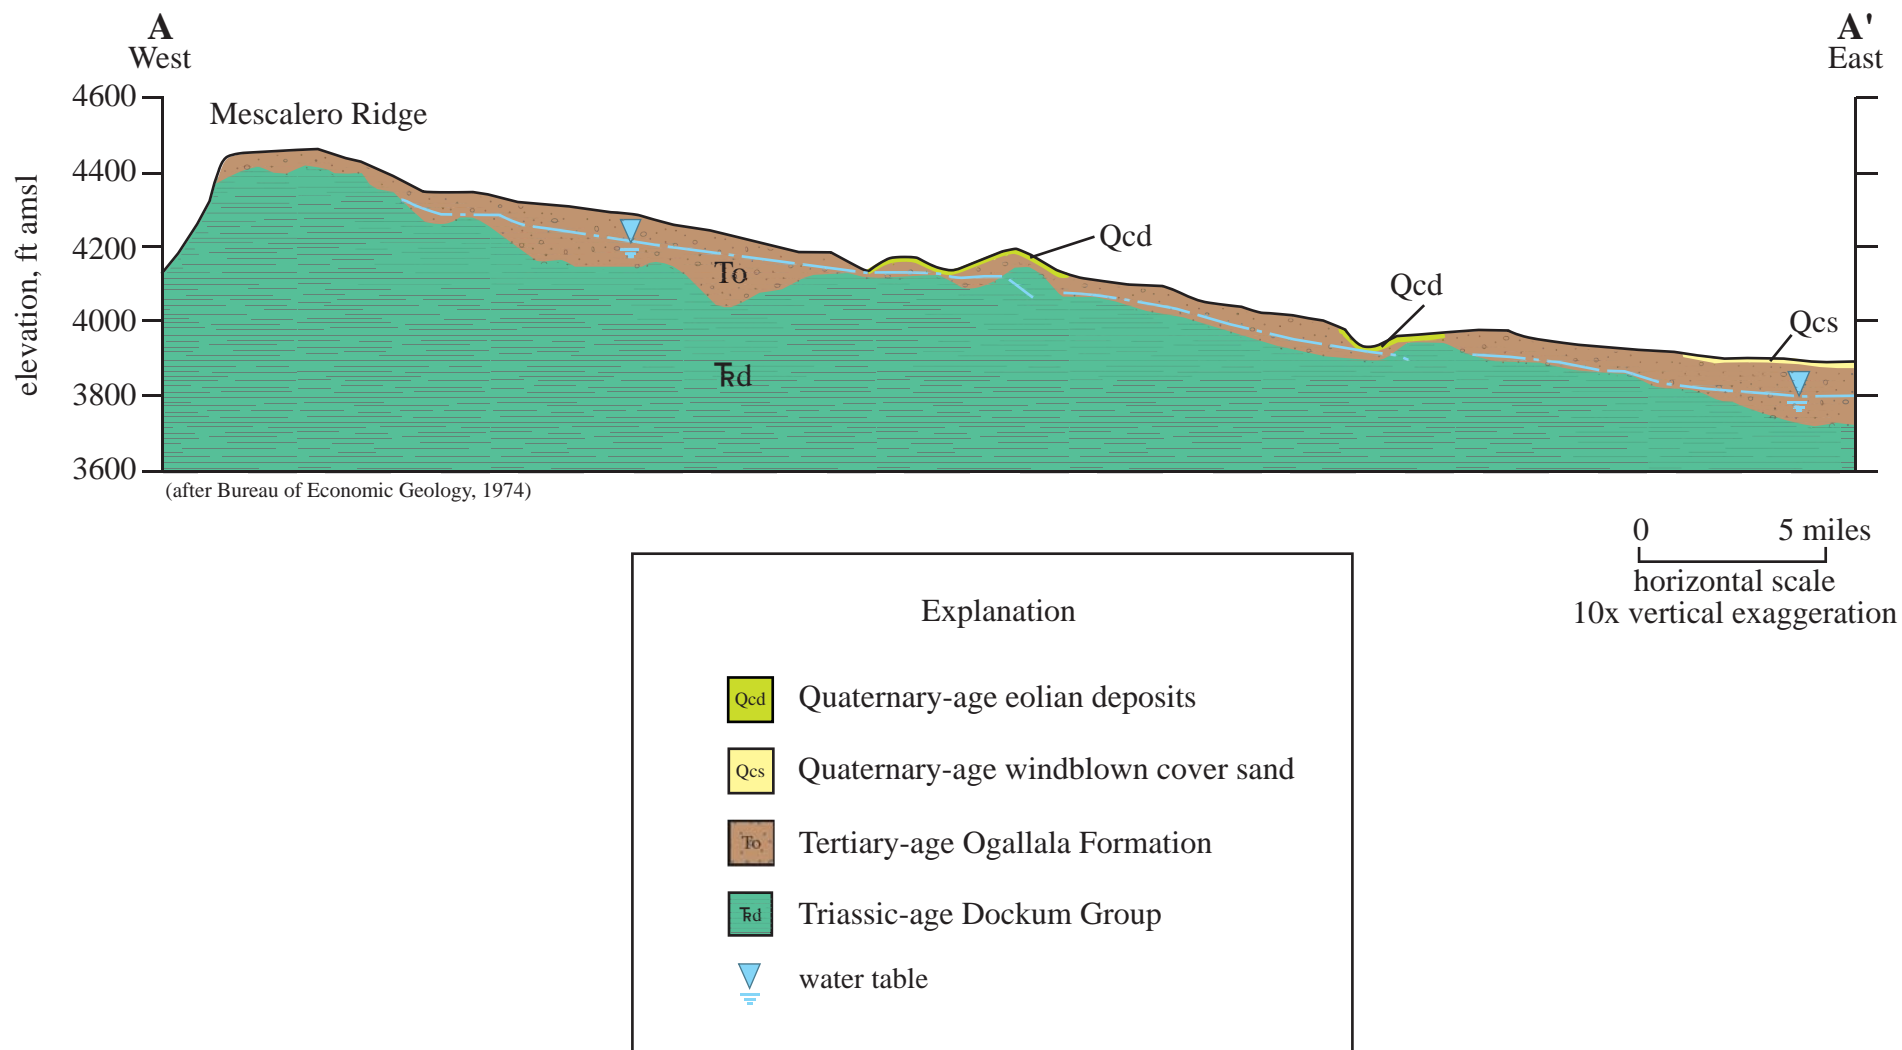 A
West
A'
East
Mescalero Ridge
elevation, ft amsl
4600
4400
4200
4000
3800
3600
Qcd
Qcd
Qcs
To
TRd
(after Bureau of Economic Geology, 1974)
0 5 miles
horizontal scale
10x vertical exaggeration
Explanation
Qcd Quaternary-age eolian deposits
Qcs Quaternary-age windblown cover sand
To Tertiary-age Ogallala Formation
TRd Triassic-age Dockum Group
water table